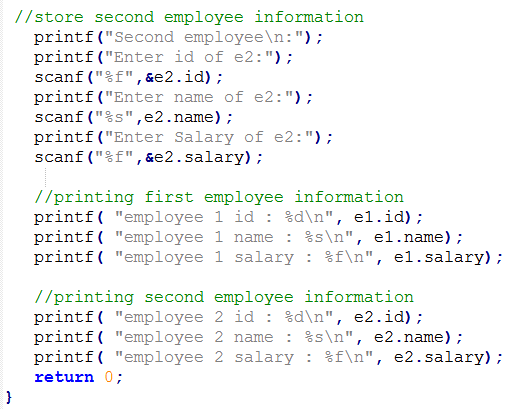 //store second employee information
printf("Second employee\n:");
printf("Enter id of e2:");
scanf("%f",&e2.id);
printf("Enter name of e2:");
scanf("%s",e2.name);
printf("Enter Salary of e2:");
scanf("%f",&e2.salary);
//printing first employee information
printf( "employee 1 id : %d\n", e1.id);
printf( "employee 1 name : %s\n", e1.name);
printf( "employee 1 salary : %f\n", e1.salary);
//printing second employee information
printf( "employee 2 id : %d\n", e2.id);
printf( "employee 2 name : %s\n", e2.name);
printf( "employee 2 salary : %f\n", e2.salary);
return 0;
}